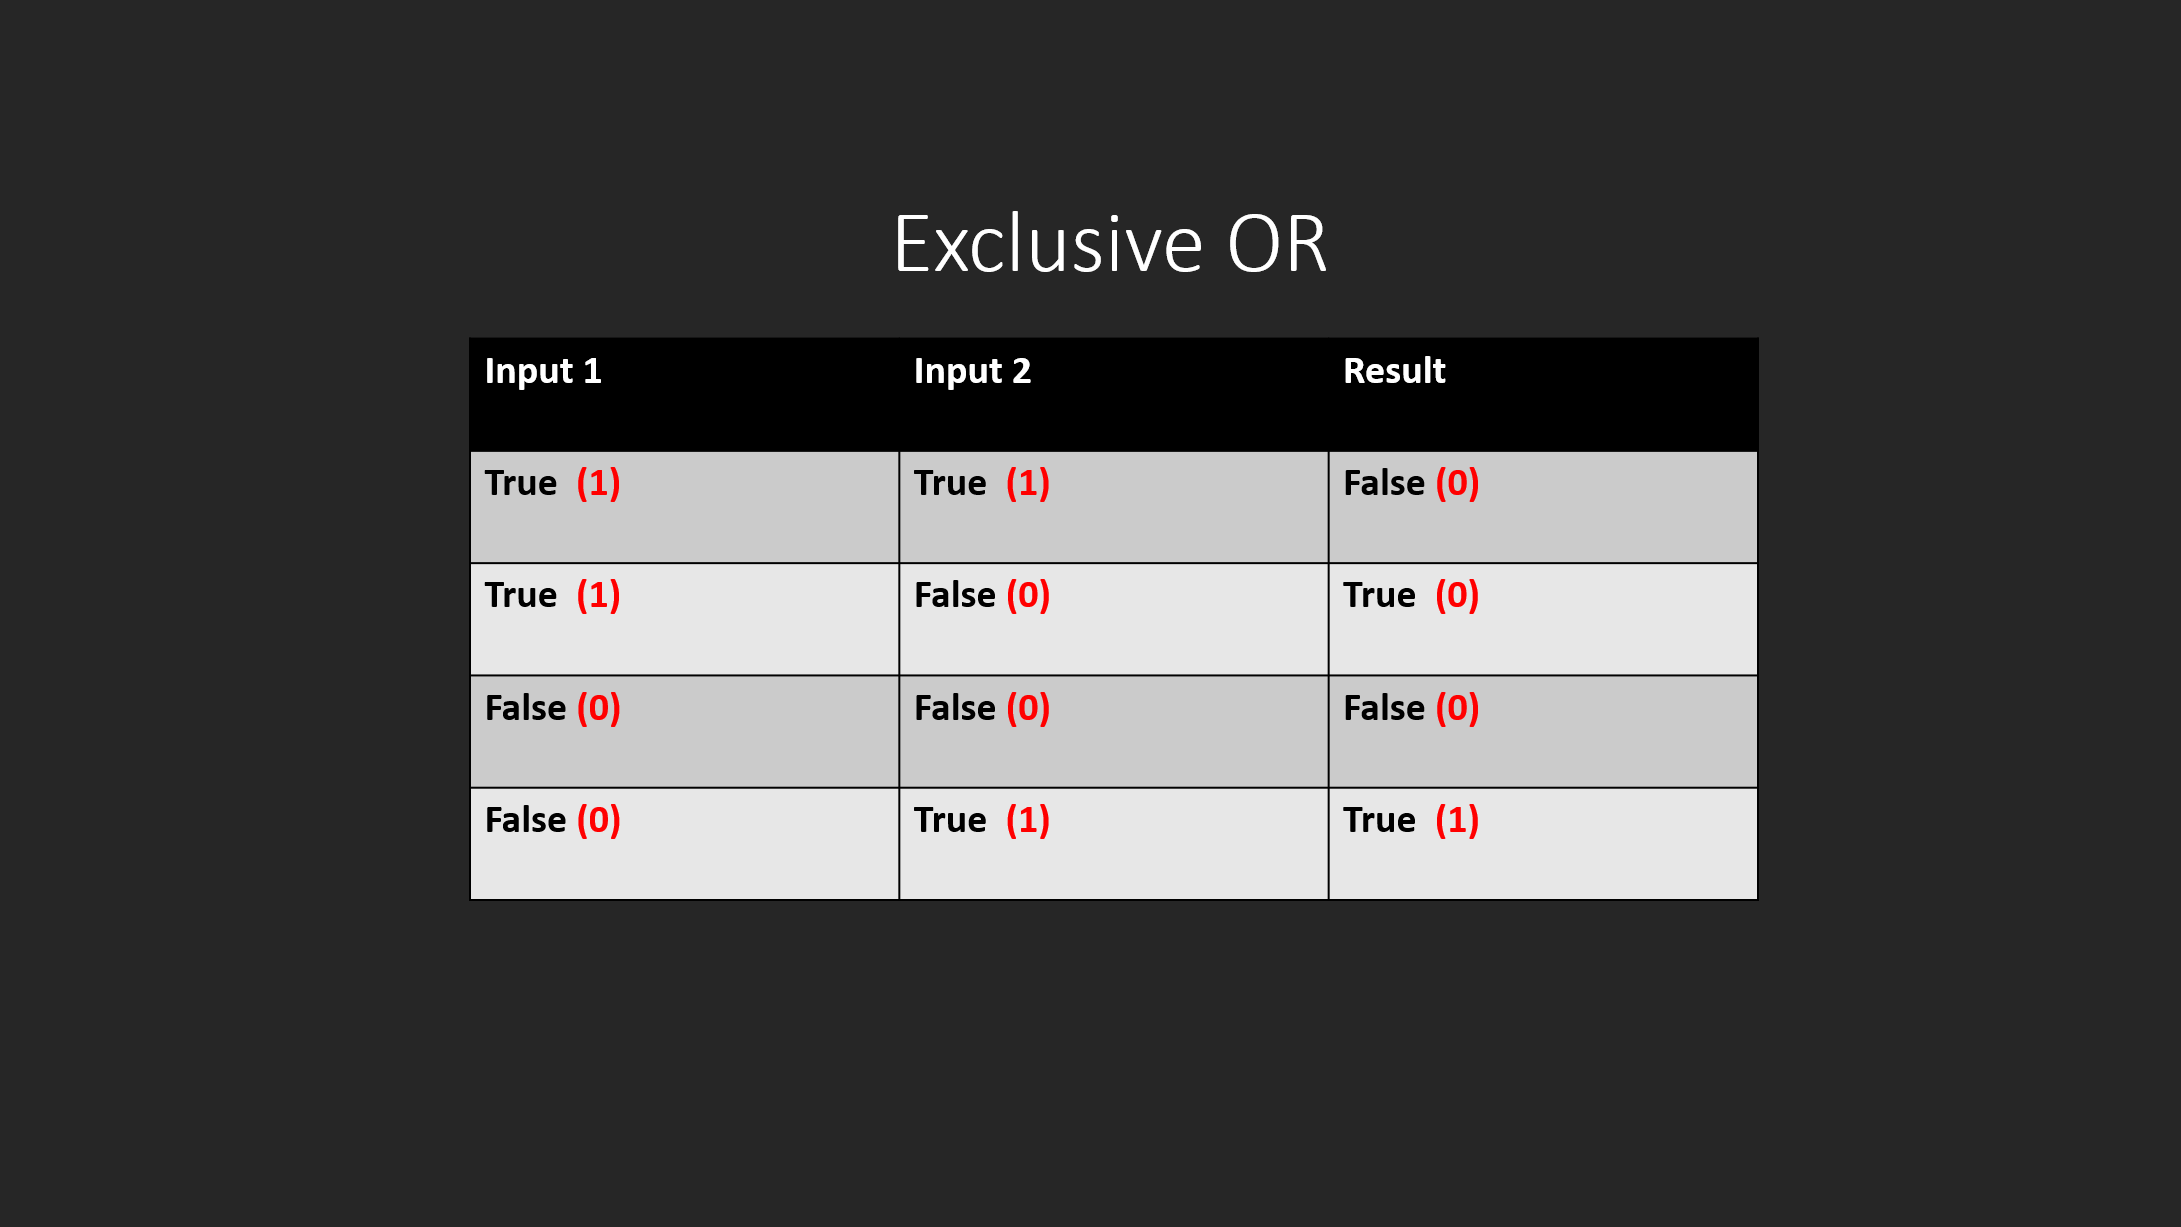 Exclusive OR
Input 1 Input 2 Result
True (1) True (1) False (0)
True (1) False (0) True (0)
False (0) False (0) False (0)
False (0) True (1) True (1)